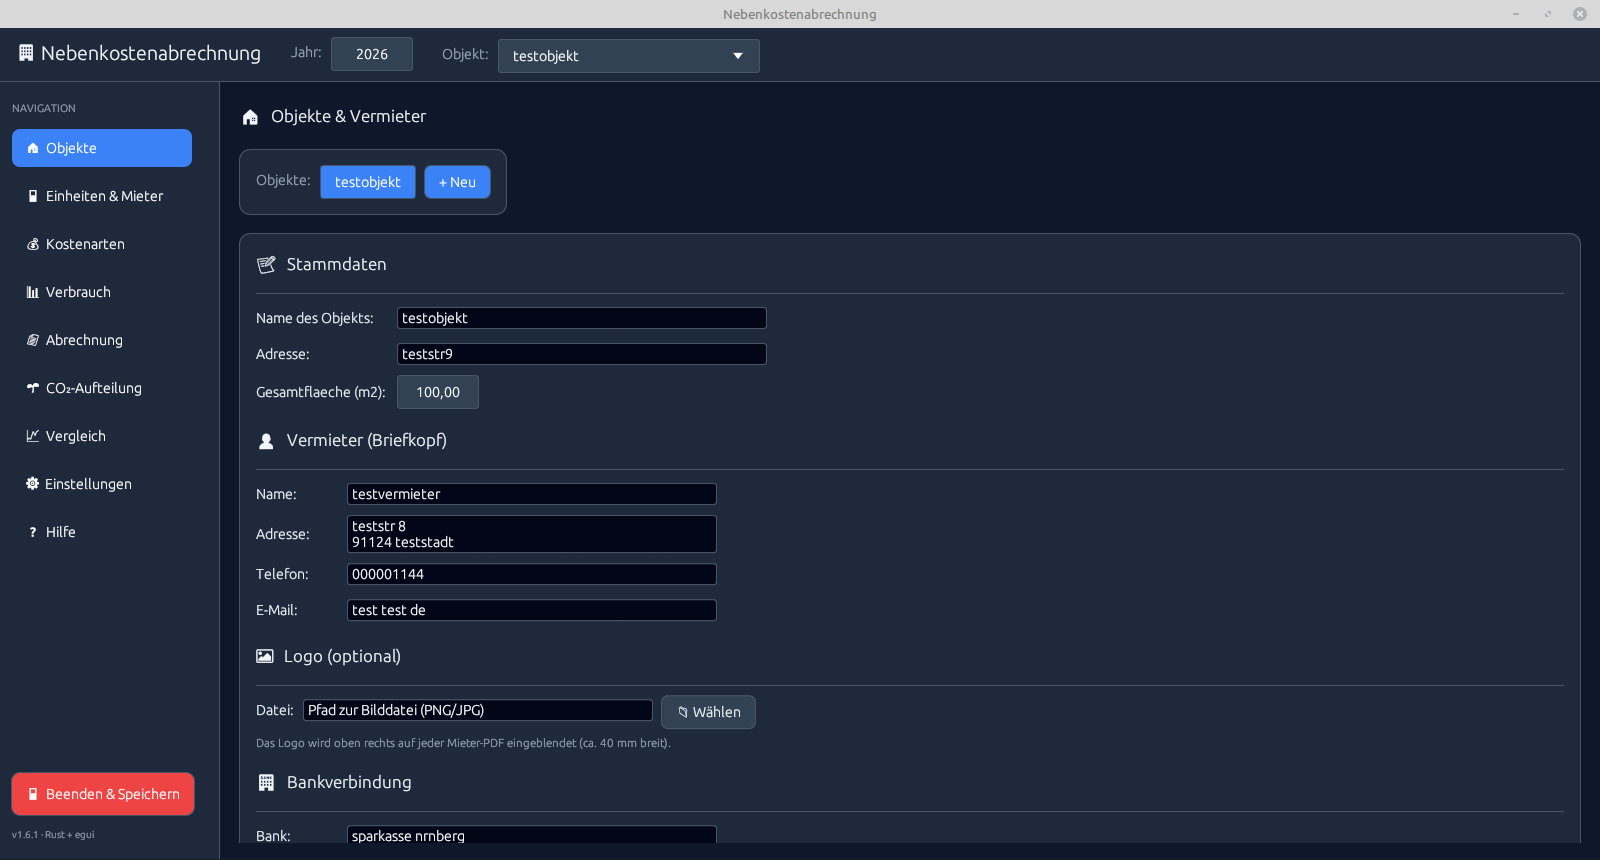 Nebenkostenabrechnung
Nebenkostenabrechnung Jahr: 2026 Objekt: testobjekt
NAVIGATION
Objekte
Einheiten & Mieter
Kostenarten
Verbrauch
Abrechnung
CO₂-Aufteilung
Vergleich
Einstellungen
? Hilfe
Beenden & Speichern
v1.6.1 · Rust + egui
Objekte & Vermieter
Objekte: testobjekt + Neu
Stammdaten
Name des Objekts: testobjekt
Adresse: teststr9
Gesamtflaeche (m2): 100,00
Vermieter (Briefkopf)
Name: testvermieter
Adresse: teststr 8
91124 teststadt
Telefon: 000001144
E-Mail: test test de
Logo (optional)
Datei: Pfad zur Bilddatei (PNG/JPG) Wählen
Das Logo wird oben rechts auf jeder Mieter-PDF eingeblendet (ca. 40 mm breit).
Bankverbindung
Bank: sparkasse nrnberg